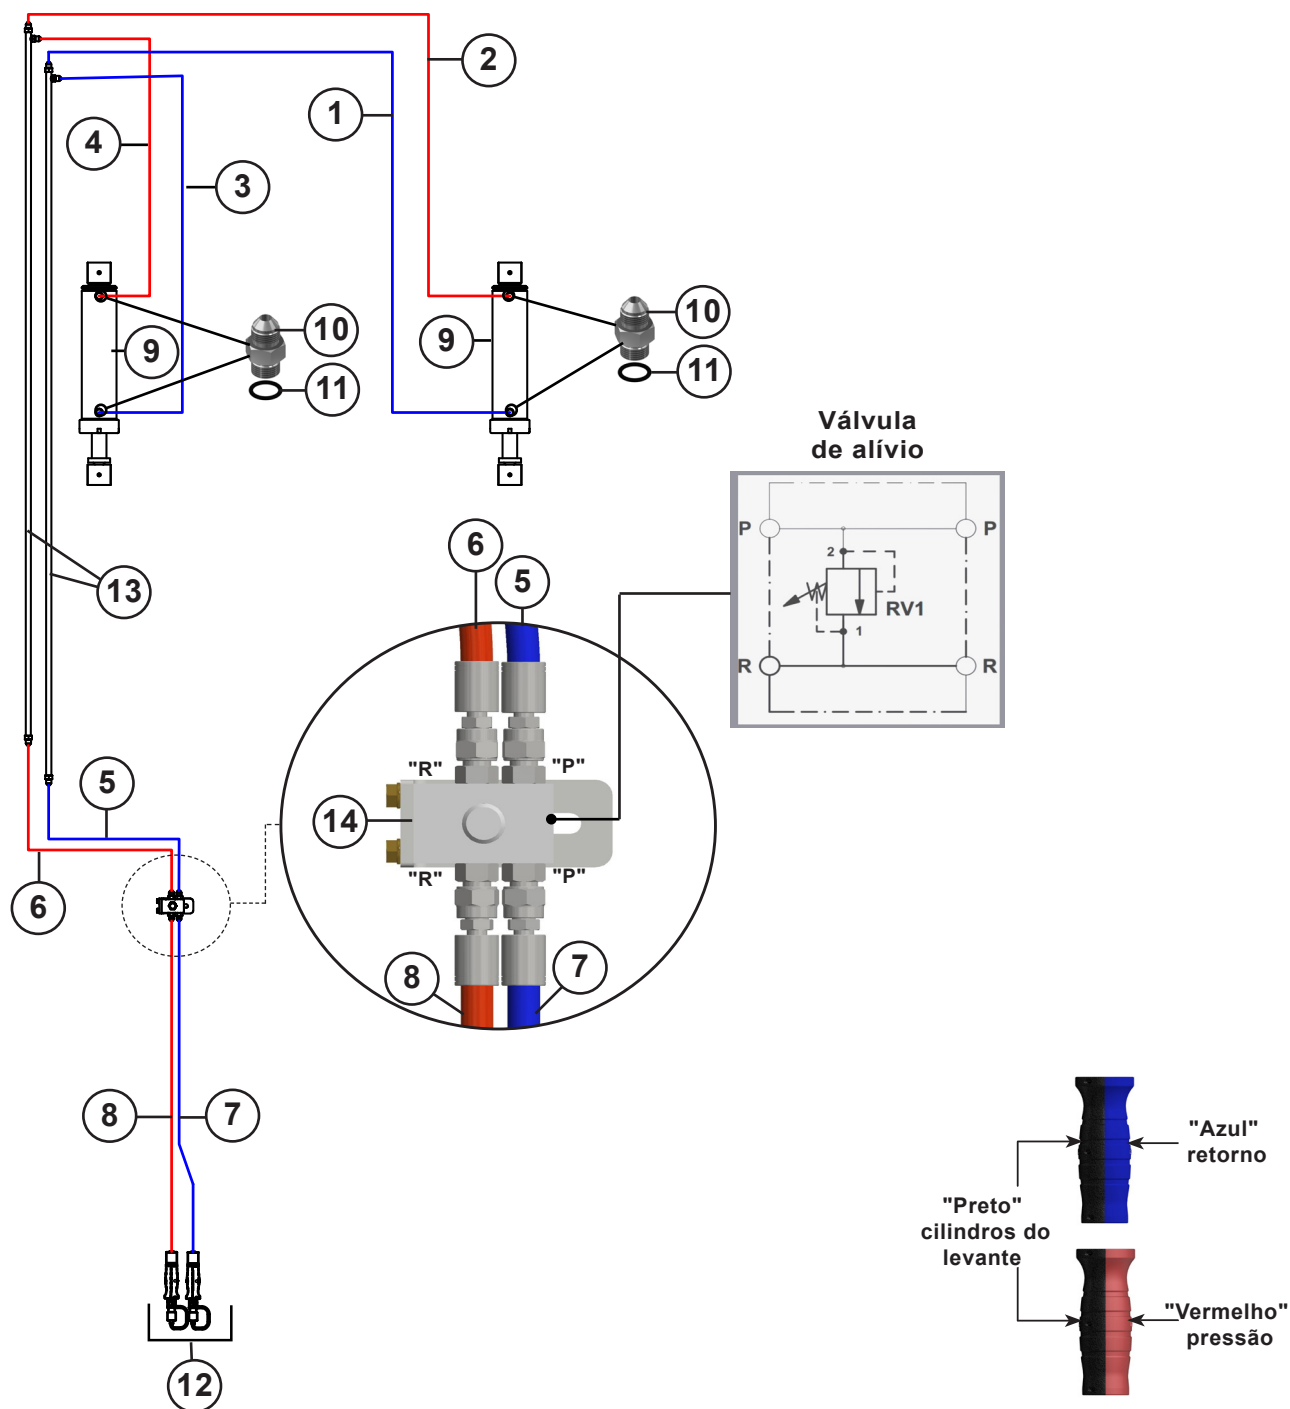 2
1
4
3
10
9
11
10
9
11
Válvula
de alívio
P
P
2
RV1
1
R
R
6
5
13
"R"
"P"
14
"R"
"P"
8
7
5
6
8
7
12
"Azul"
retorno
"Preto"
cilindros do
levante
"Vermelho"
pressão